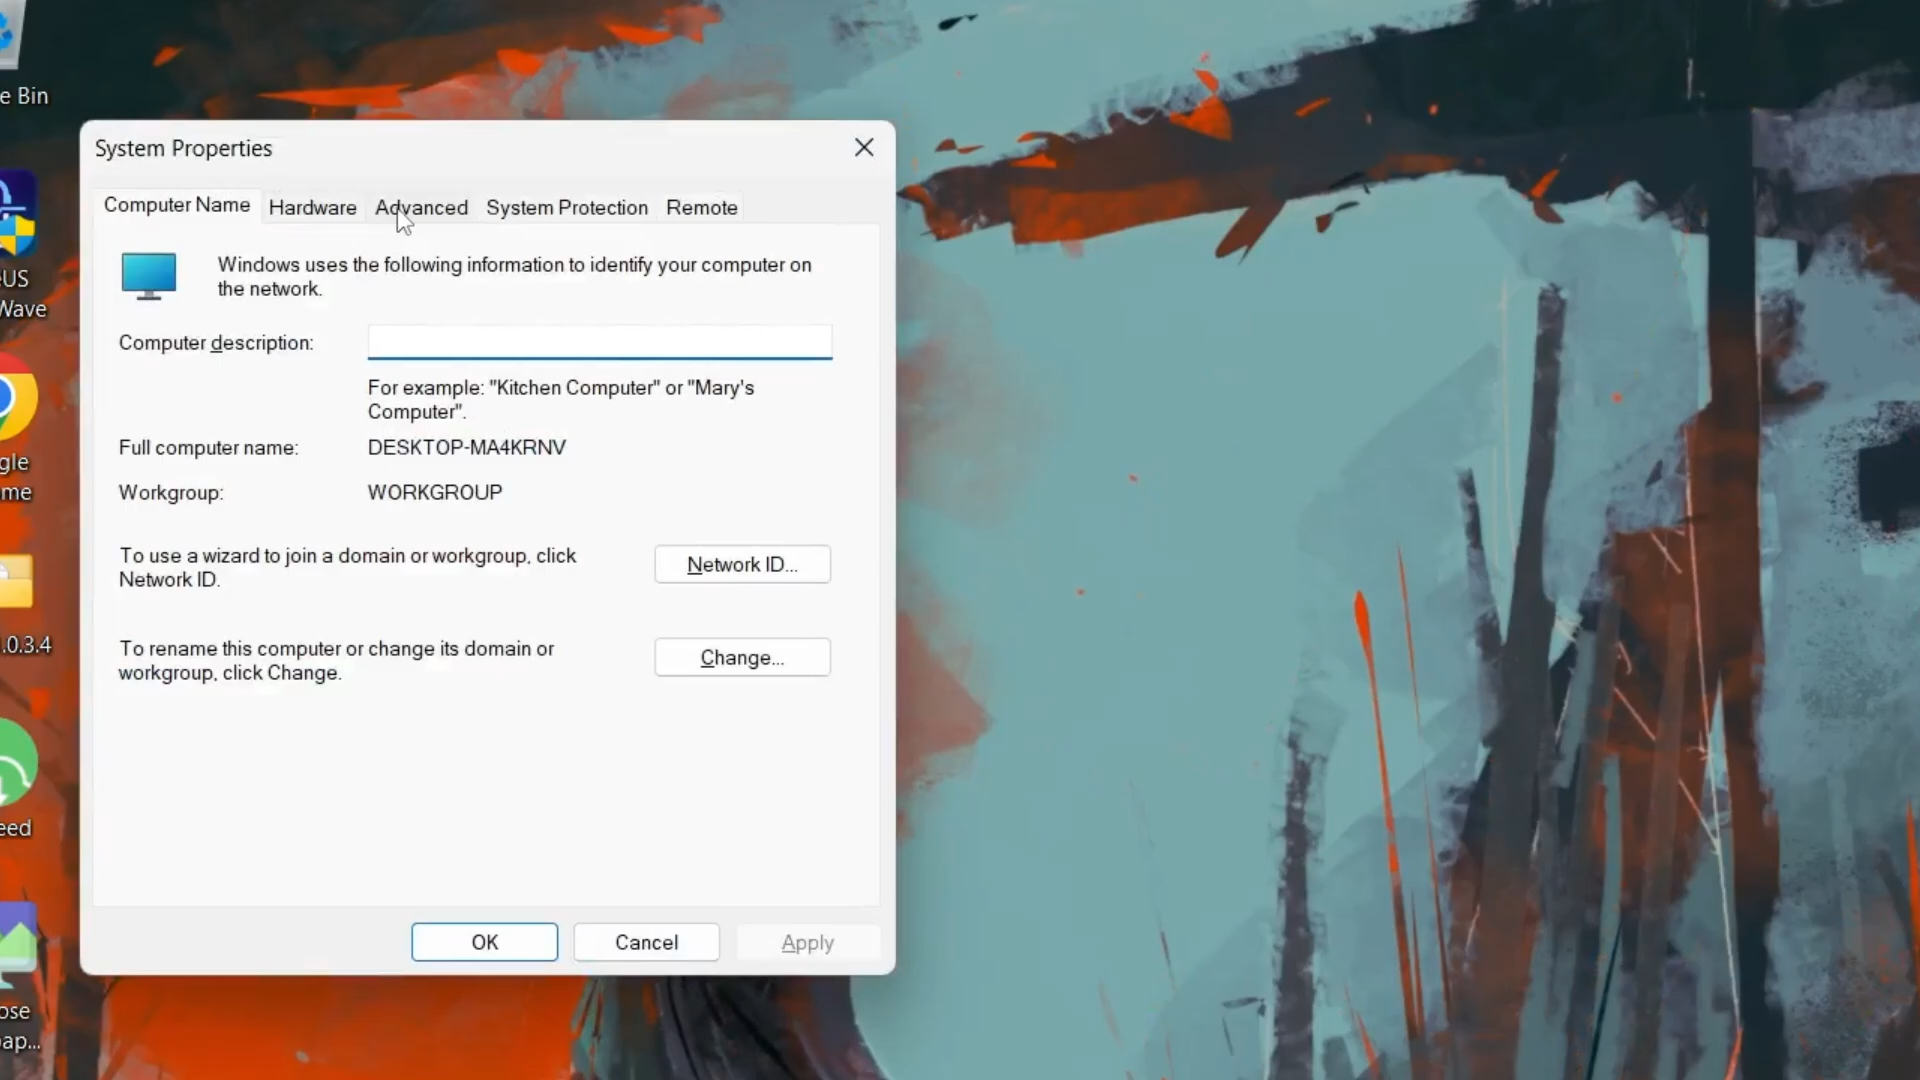 e Bin
System Properties
Computer Name Hardware Advanced System Protection Remote
Windows uses the following information to identify your computer on
the network.
Computer description:
For example: "Kitchen Computer" or "Mary's
Computer".
Full computer name: DESKTOP-MA4KRNV
Workgroup: WORKGROUP
To use a wizard to join a domain or workgroup, click
Network ID.
Network ID...
To rename this computer or change its domain or
workgroup, click Change.
Change...
OK Cancel Apply
eUS
Wave
gle
me
.0.3.4
eed
ose
ap...